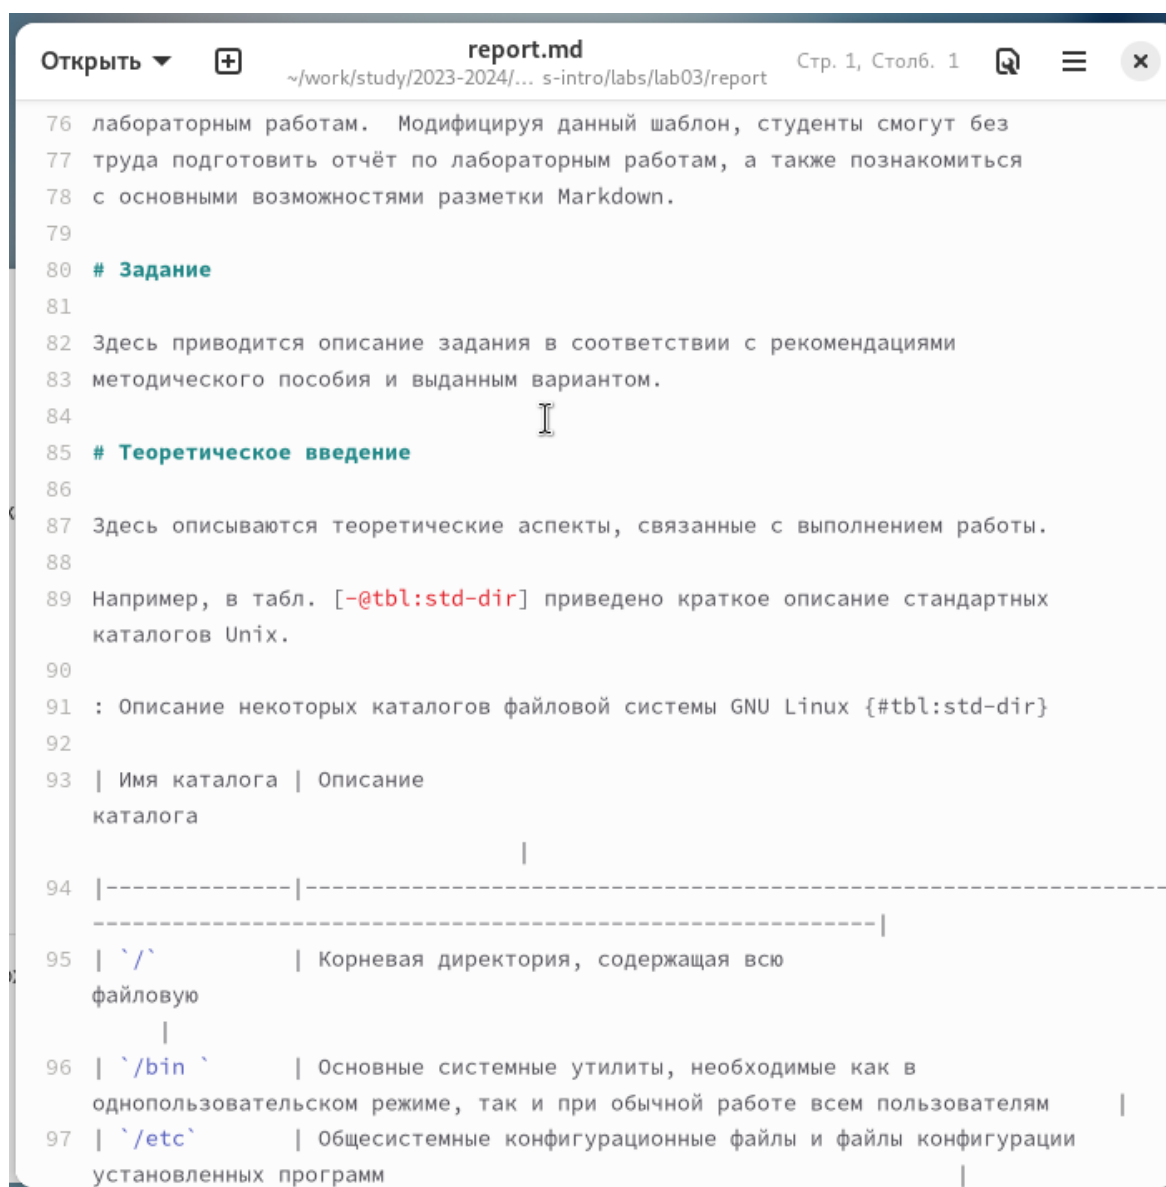 Открыть
report.md
~/work/study/2023-2024/... s-intro/labs/lab03/report
Стр. 1, Столб. 1
76 лабораторным работам.  Модифицируя данный шаблон, студенты смогут без
77 труда подготовить отчёт по лабораторным работам, а также познакомиться
78 с основными возможностями разметки Markdown.
79
80 # Задание
81
82 Здесь приводится описание задания в соответствии с рекомендациями
83 методического пособия и выданным вариантом.
84
85 # Теоретическое введение
86
87 Здесь описываются теоретические аспекты, связанные с выполнением работы.
88
89 Например, в табл. [-@tbl:std-dir] приведено краткое описание стандартных
каталогов Unix.
90
91 : Описание некоторых каталогов файловой системы GNU Linux {#tbl:std-dir}
92
93 | Имя каталога | Описание
каталога
|
94 |--------------|-----------------------------------------------------------------
-----------------------------------------------------------|
95 | `/`          | Корневая директория, содержащая всю
файловую
|
96 | `/bin `      | Основные системные утилиты, необходимые как в
однопользовательском режиме, так и при обычной работе всем пользователям     |
97 | `/etc`       | Общесистемные конфигурационные файлы и файлы конфигурации
установленных программ                                           |